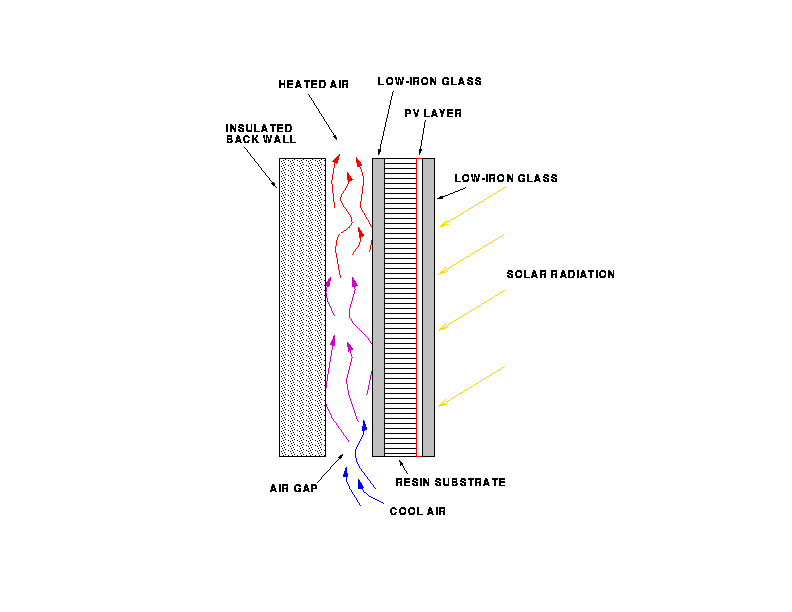 LOW-IRON GLASS
HEATED AIR
PV LAYER
INSULATED
BACK WALL
LOW-IRON GLASS
SOLAR RADIATION
RESIN SUBSTRATE
AIR GAP
COOL AIR